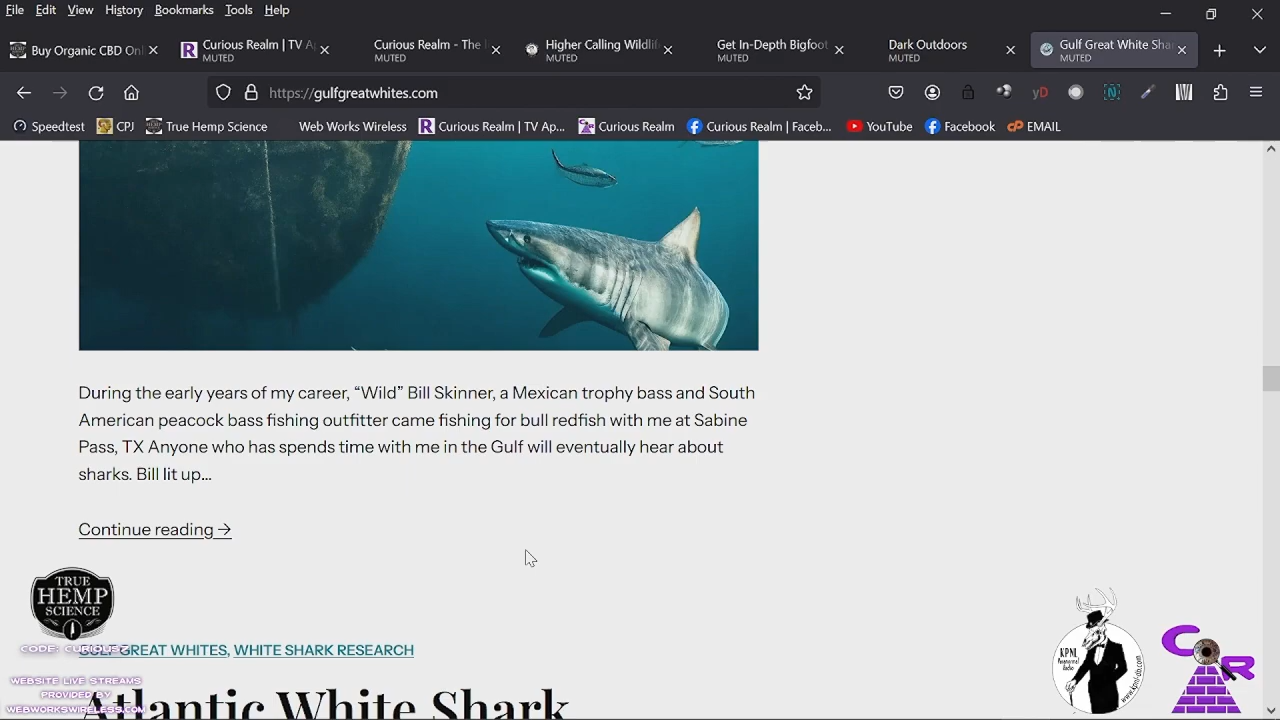 File Edit View History Bookmarks Tools Help
Buy Organic CBD Onl
Curious Realm | TV A
MUTED
Curious Realm - The
MUTED
Higher Calling Wildlif
MUTED
Get In-Depth Bigfoot
MUTED
Dark Outdoors
MUTED
Gulf Great White Sha
MUTED
https://gulfgreatwhites.com
Speedtest CPJ True Hemp Science Web Works Wireless Curious Realm | TV Ap... Curious Realm Curious Realm | Faceb... YouTube Facebook EMAIL
During the early years of my career, “Wild” Bill Skinner, a Mexican trophy bass and South
American peacock bass fishing outfitter came fishing for bull redfish with me at Sabine
Pass, TX Anyone who has spends time with me in the Gulf will eventually hear about
sharks. Bill lit up...
Continue reading →
TRUE
HEMP
SCIENCE
CODE: CURIOUS7
GULF GREAT WHITES, WHITE SHARK RESEARCH
WEBSITE LIVE STREAMS
PROVIDED BY
WEBWORKSWIRELESS.COM
Atlantic White Shark
KPNL
Paranormal
Radio
C R